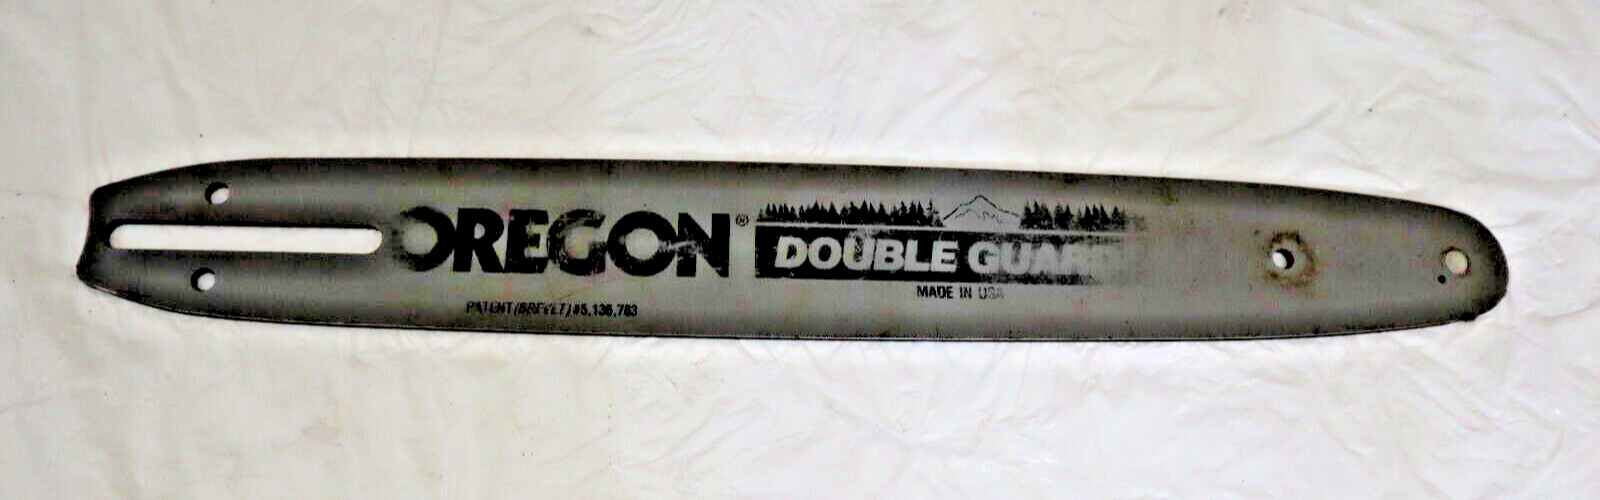 OREGON®
DOUBLE GUARD
MADE IN USA
PATENT (BREVET) #5,136,783